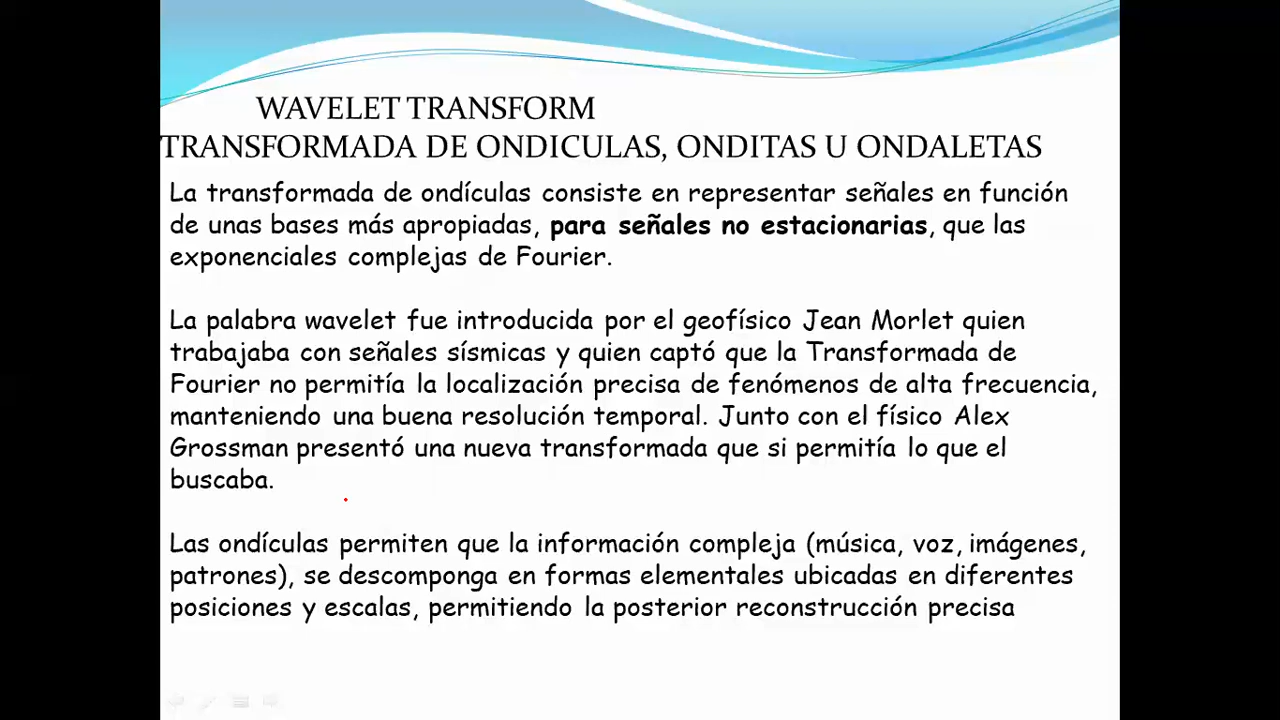 WAVELET TRANSFORM
TRANSFORMADA DE ONDICULAS, ONDITAS U ONDALETAS
La transformada de ondículas consiste en representar señales en función
de unas bases más apropiadas, para señales no estacionarias, que las
exponenciales complejas de Fourier.
La palabra wavelet fue introducida por el geofísico Jean Morlet quien
trabajaba con señales sísmicas y quien captó que la Transformada de
Fourier no permitía la localización precisa de fenómenos de alta frecuencia,
manteniendo una buena resolución temporal. Junto con el físico Alex
Grossman presentó una nueva transformada que si permitía lo que el
buscaba.
Las ondículas permiten que la información compleja (música, voz, imágenes,
patrones), se descomponga en formas elementales ubicadas en diferentes
posiciones y escalas, permitiendo la posterior reconstrucción precisa